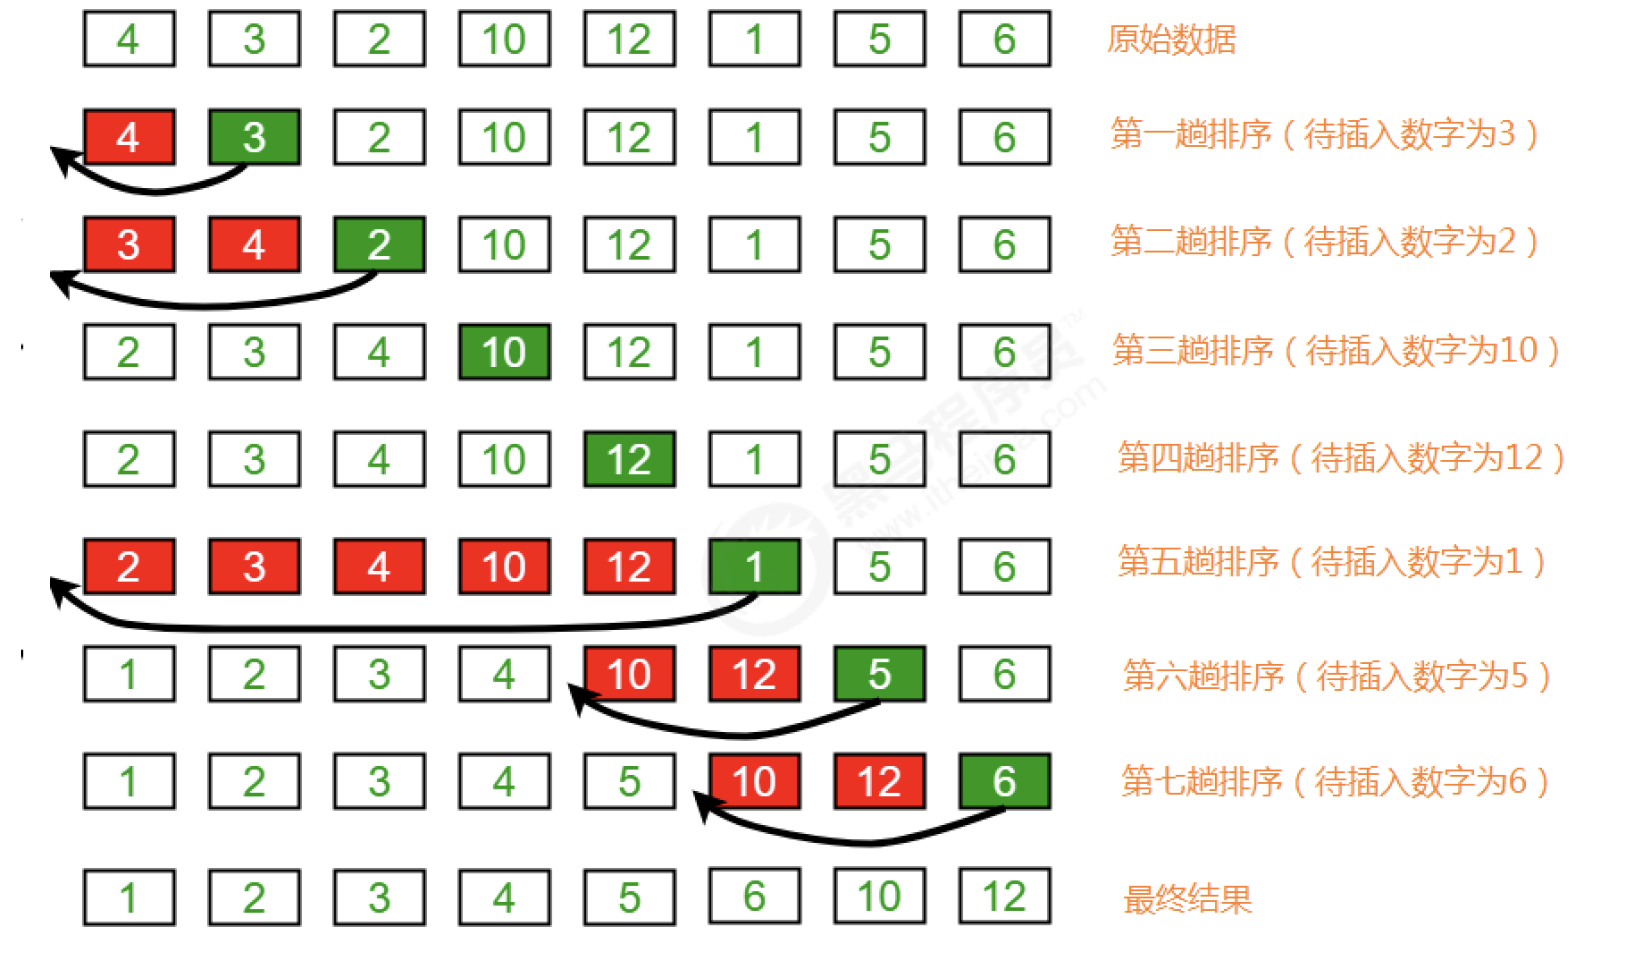 4 3 2 10 12 1 5 6 原始数据
4 3 2 10 12 1 5 6 第一趟排序（待插入数字为3）
3 4 2 10 12 1 5 6 第二趟排序（待插入数字为2）
2 3 4 10 12 1 5 6 第三趟排序（待插入数字为10）
2 3 4 10 12 1 5 6 第四趟排序（待插入数字为12）
2 3 4 10 12 1 5 6 第五趟排序（待插入数字为1）
1 2 3 4 10 12 5 6 第六趟排序（待插入数字为5）
1 2 3 4 5 10 12 6 第七趟排序（待插入数字为6）
1 2 3 4 5 6 10 12 最终结果
黑马程序员™
www.itheima.com